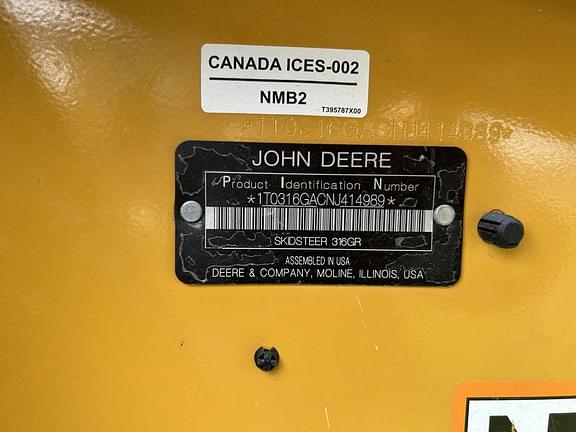 CANADA ICES-002
NMB2
T395787X00
*1T0316GACNJ414989*
JOHN DEERE
Product Identification Number
*1T0316GACNJ414989*
SKIDSTEER 316GR
ASSEMBLED IN USA
DEERE & COMPANY, MOLINE, ILLINOIS, USA